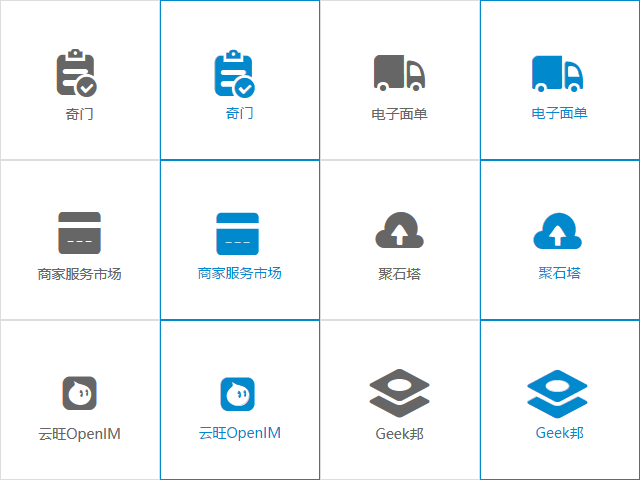 奇门
奇门
电子面单
电子面单
商家服务市场
商家服务市场
聚石塔
聚石塔
云旺OpenIM
云旺OpenIM
Geek邦
Geek邦